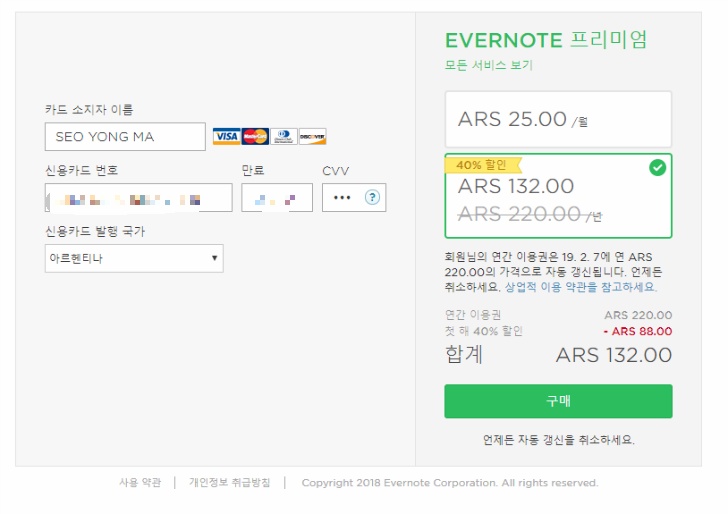 카드 소지자 이름
SEO YONG MA
VISA MasterCard DISCOVER
신용카드 번호
만료
CVV
••• ?
신용카드 발행 국가
아르헨티나
EVERNOTE 프리미엄
모든 서비스 보기
ARS 25.00 /월
40% 할인
ARS 132.00
ARS 220.00 /년
회원님의 연간 이용권은 19. 2. 7에 연 ARS
220.00의 가격으로 자동 갱신됩니다. 언제든
취소하세요. 상업적 이용 약관을 참고하세요.
연간 이용권 ARS 220.00
첫 해 40% 할인 - ARS 88.00
합계 ARS 132.00
구매
언제든 자동 갱신을 취소하세요.
사용 약관 | 개인정보 취급방침 | Copyright 2018 Evernote Corporation. All rights reserved.